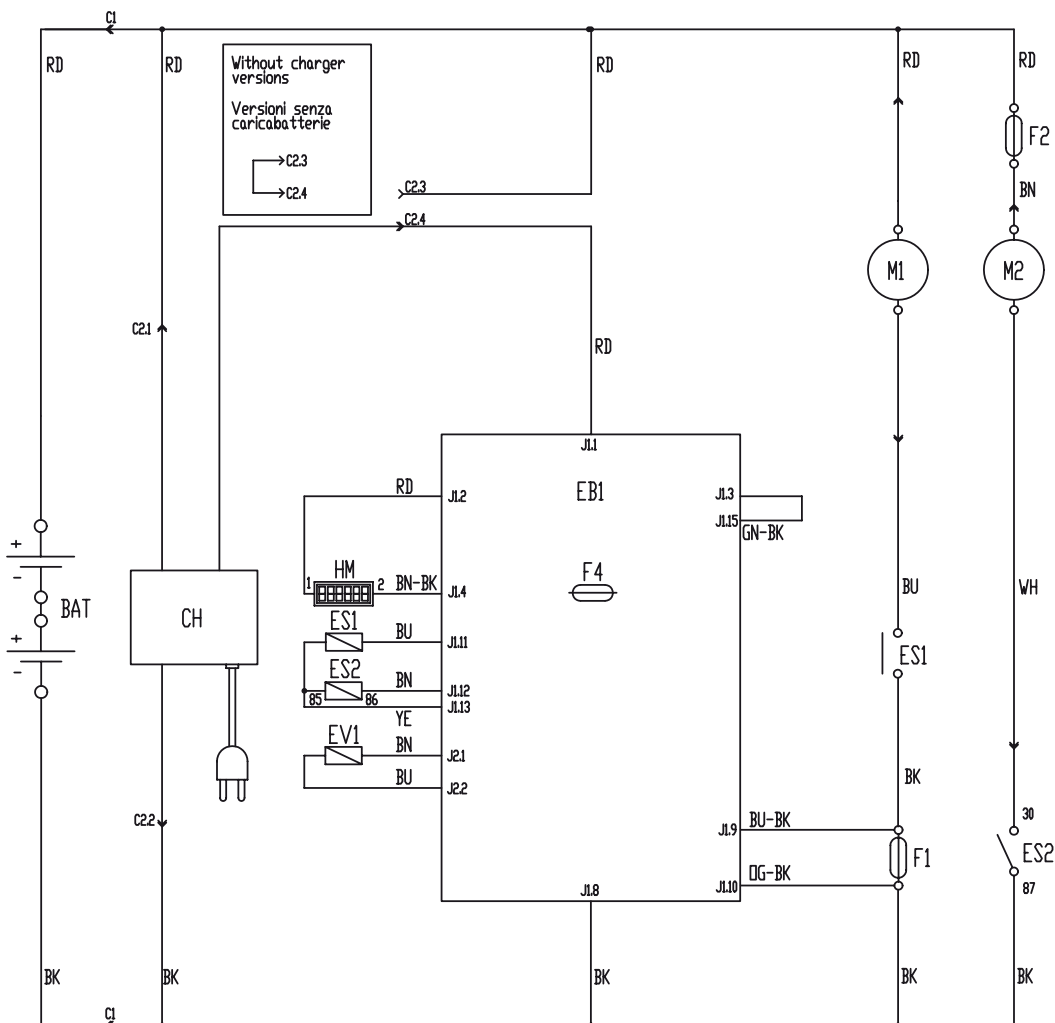 C1
RD
RD
Without charger
versions
Versioni senza
caricabatterie
C2.3
C2.4
RD
RD
RD
F2
BN
C2.3
C2.4
M1
M2
C2.1
RD
J1.1
RD
J1.2
EB1
J1.3
J1.15
GN-BK
+
-
BAT
+
-
CH
HM
1
2
BN-BK
J1.4
F4
ES1
BU
J1.11
ES2
BN
J1.12
85
86
J1.13
YE
EV1
BN
J2.1
BU
J2.2
BU
WH
ES1
BK
C2.2
J1.9
BU-BK
30
F1
ES2
OG-BK
J1.10
87
J1.8
BK
BK
BK
BK
BK
C1